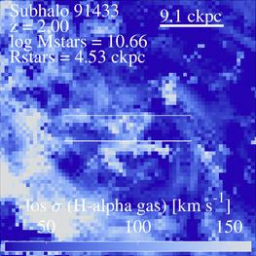 Subhalo 91433
9.1 ckpc
z = 2.00
log Mstars = 10.66
Rstars = 4.53 ckpc
los σ (H-alpha gas) [km s⁻¹]
50 100 150